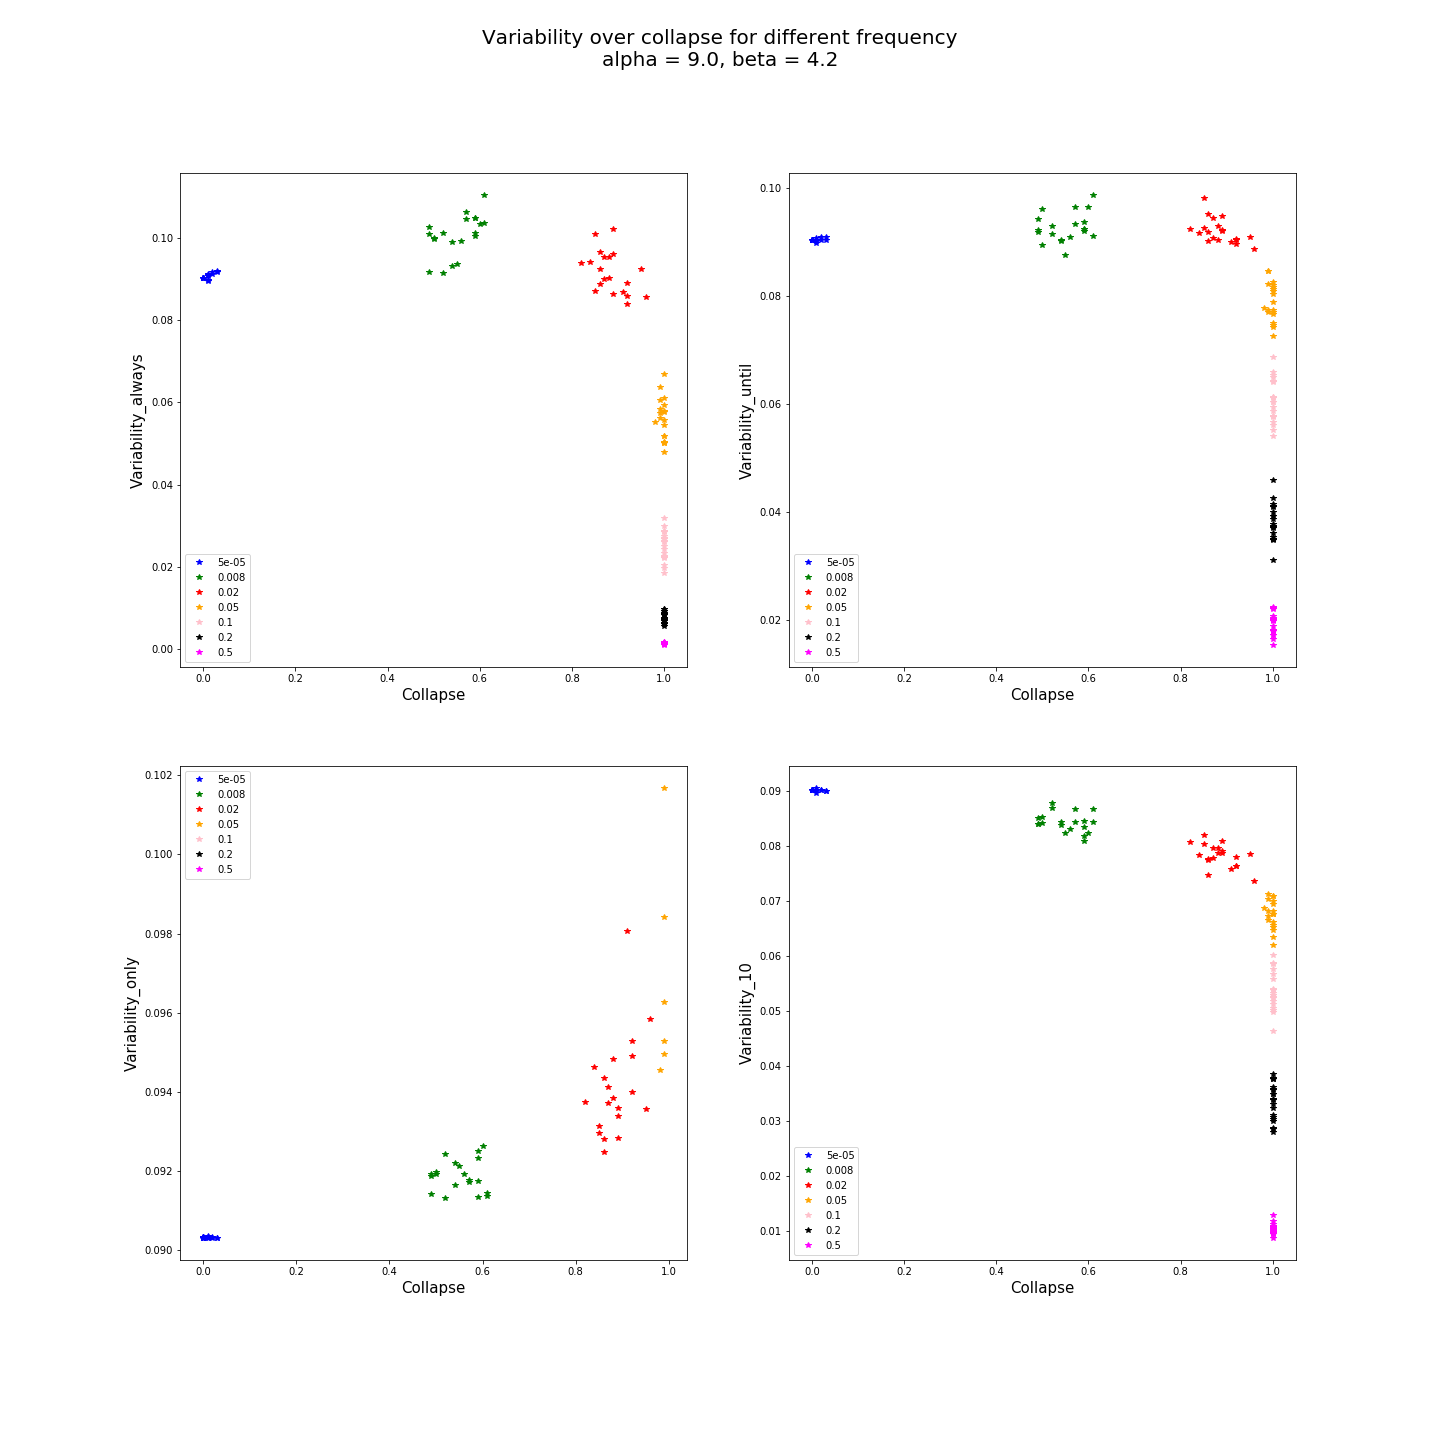 Variability over collapse for different frequency
alpha = 9.0, beta = 4.2
Variability_always
0.10
0.08
0.06
0.04
0.02
0.00
5e-05
0.008
0.02
0.05
0.1
0.2
0.5
0.0 0.2 0.4 0.6 0.8 1.0
Collapse
Variability_until
0.10
0.08
0.06
0.04
0.02
5e-05
0.008
0.02
0.05
0.1
0.2
0.5
0.0 0.2 0.4 0.6 0.8 1.0
Collapse
Variability_only
0.102
0.100
0.098
0.096
0.094
0.092
0.090
5e-05
0.008
0.02
0.05
0.1
0.2
0.5
0.0 0.2 0.4 0.6 0.8 1.0
Collapse
Variability_10
0.09
0.08
0.07
0.06
0.05
0.04
0.03
0.02
0.01
5e-05
0.008
0.02
0.05
0.1
0.2
0.5
0.0 0.2 0.4 0.6 0.8 1.0
Collapse